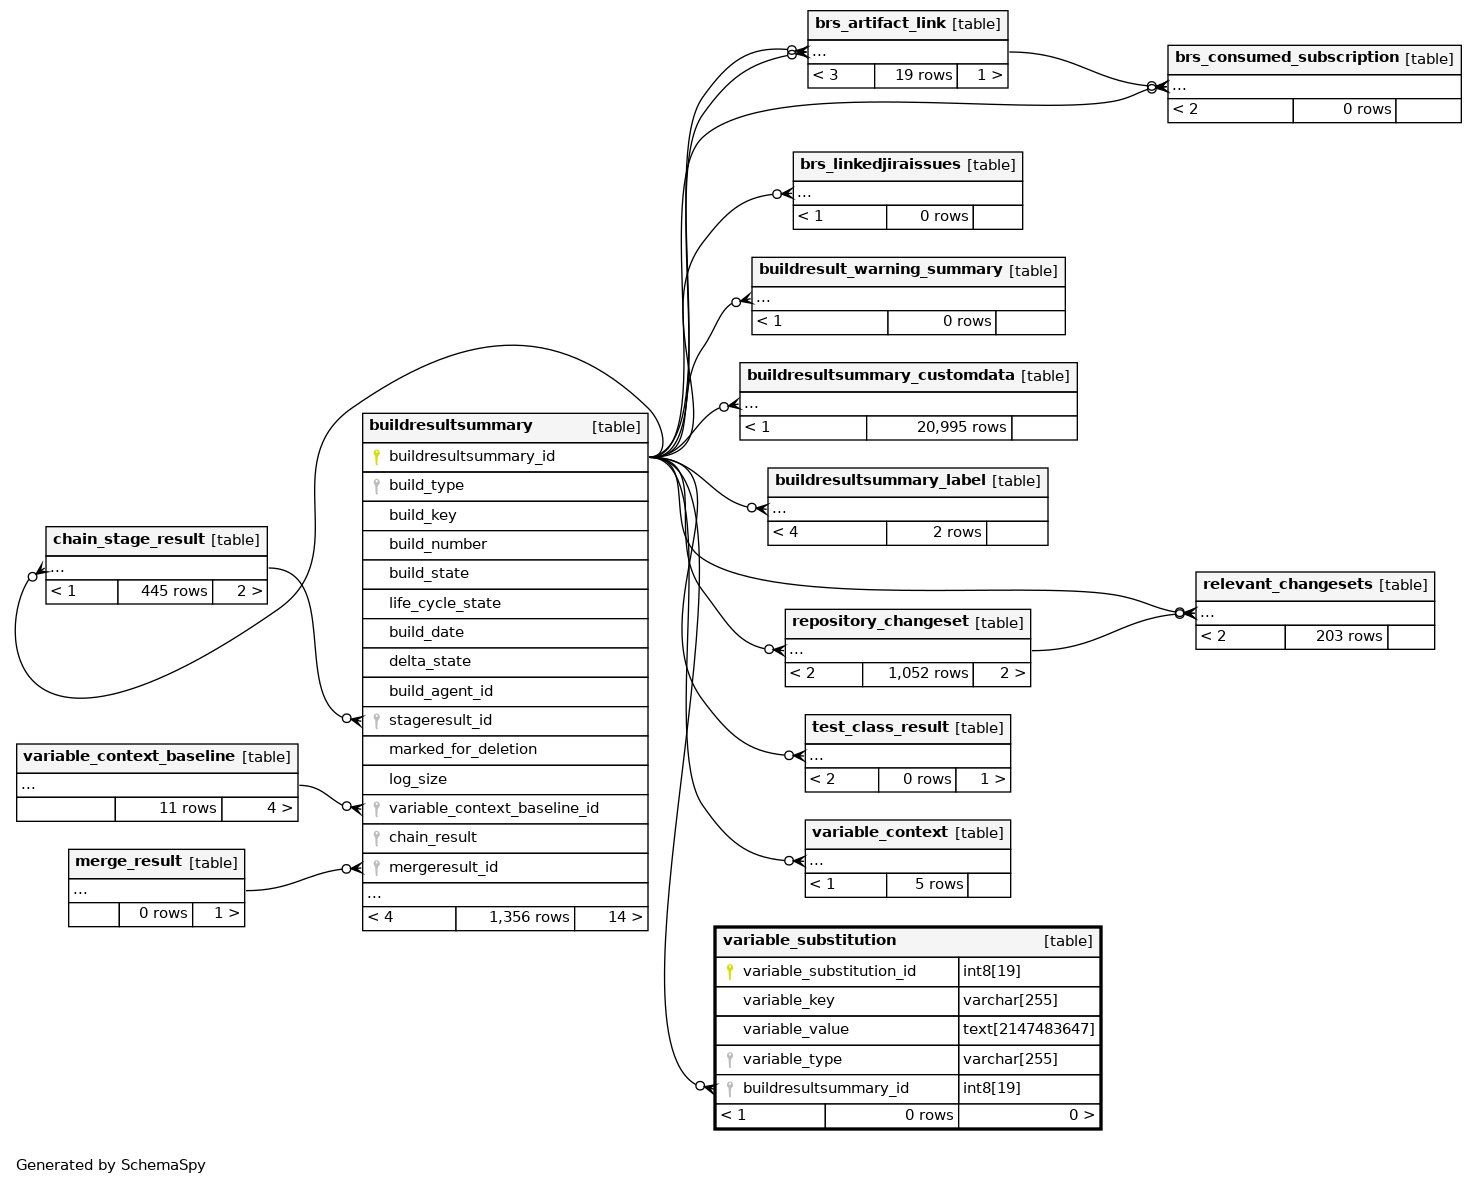 brs_artifact_link [table]
...
< 3 19 rows 1 >
brs_consumed_subscription [table]
...
< 2 0 rows
brs_linkedjiraissues [table]
...
< 1 0 rows
buildresult_warning_summary [table]
...
< 1 0 rows
buildresultsummary_customdata [table]
...
< 1 20,995 rows
buildresultsummary [table]
buildresultsummary_id
build_type
build_key
build_number
build_state
life_cycle_state
build_date
delta_state
build_agent_id
stageresult_id
marked_for_deletion
log_size
variable_context_baseline_id
chain_result
mergeresult_id
...
< 4 1,356 rows 14 >
buildresultsummary_label [table]
...
< 4 2 rows
chain_stage_result [table]
...
< 1 445 rows 2 >
relevant_changesets [table]
...
< 2 203 rows
repository_changeset [table]
...
< 2 1,052 rows 2 >
test_class_result [table]
...
< 2 0 rows 1 >
variable_context_baseline [table]
...
11 rows 4 >
variable_context [table]
...
< 1 5 rows
merge_result [table]
...
0 rows 1 >
variable_substitution [table]
variable_substitution_id int8[19]
variable_key varchar[255]
variable_value text[2147483647]
variable_type varchar[255]
buildresultsummary_id int8[19]
< 1 0 rows 0 >
Generated by SchemaSpy